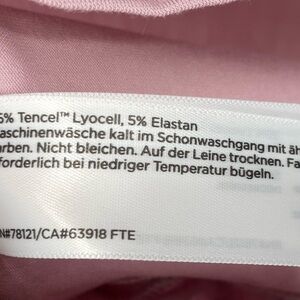 5% Tencel™ Lyocell, 5% Elastan
aschinenwäsche kalt im Schonwaschgang mit äh
arben. Nicht bleichen. Auf der Leine trocknen. Fa
forderlich bei niedriger Temperatur bügeln.
N#78121/CA#63918 FTE